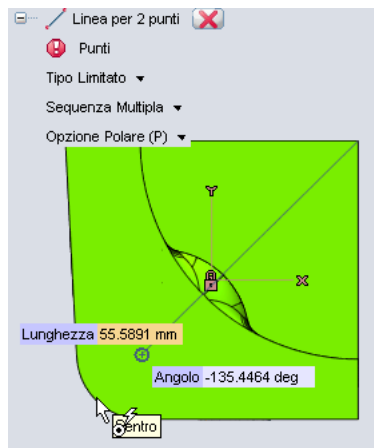 Linea per 2 punti
Punti
Tipo Limitato
Sequenza Multipla
Opzione Polare (P)
Y
X
Lunghezza 55.5891 mm
Angolo -135.4464 deg